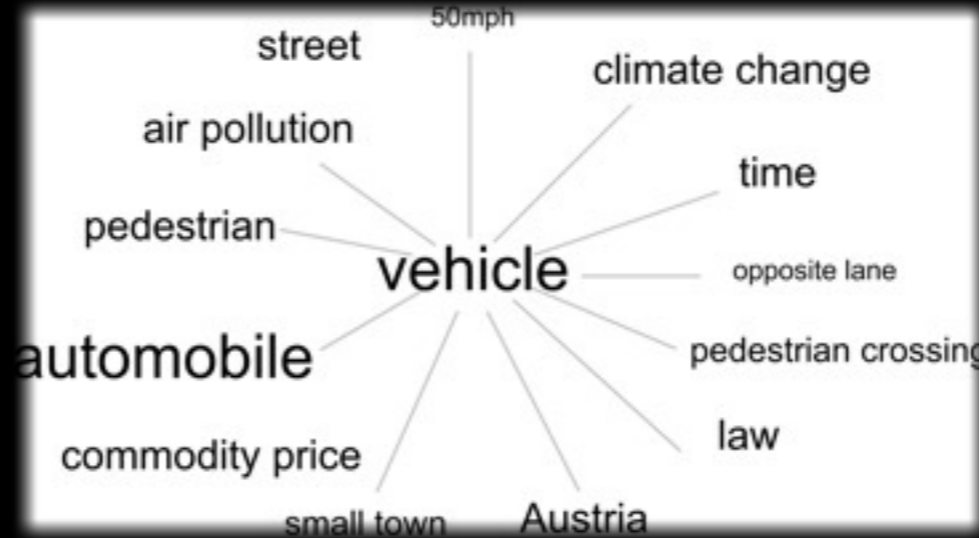 50mph
street
climate change
air pollution
time
pedestrian
vehicle
opposite lane
automobile
pedestrian crossing
law
commodity price
small town
Austria